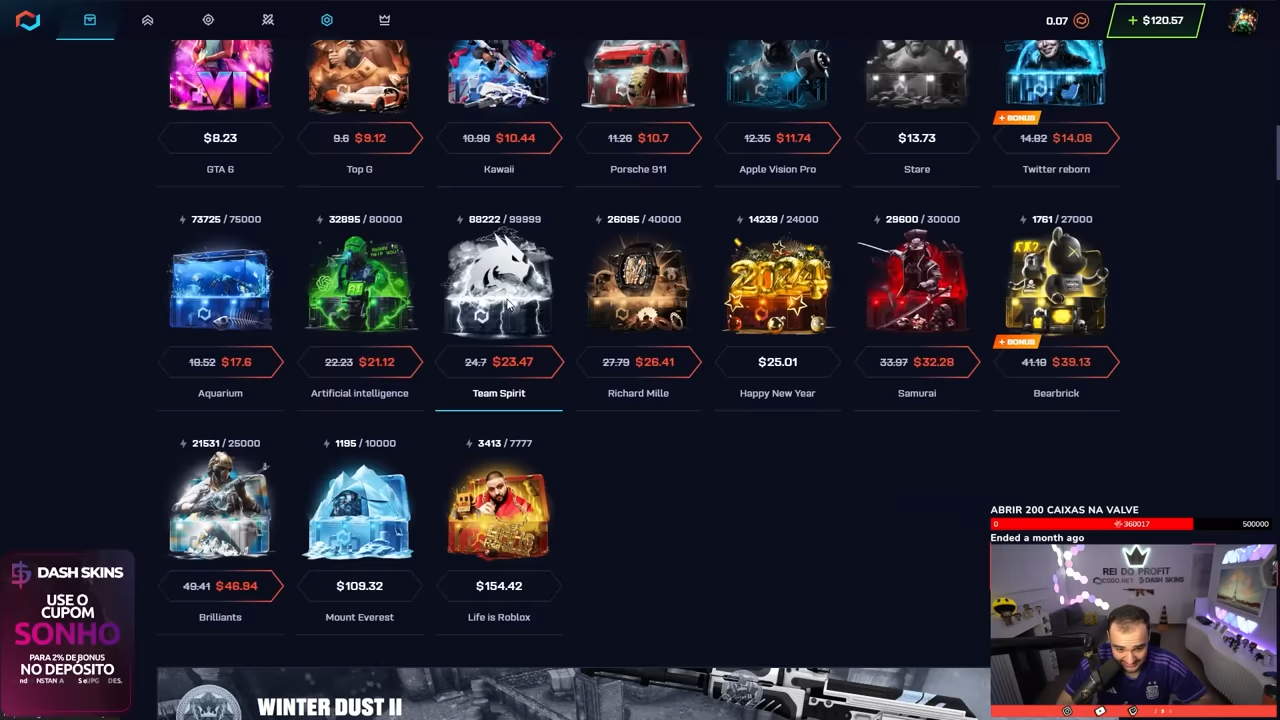 0.07
+ $120.57
VI
$8.23
9.6 $9.12
10.98 $10.44
11.26 $10.7
12.35 $11.74
$13.73
+ BONUS
14.82 $14.08
GTA 6
Top G
Kawaii
Porsche 911
Apple Vision Pro
Stare
Twitter reborn
73725 / 75000
32895 / 80000
88222 / 99999
26095 / 40000
14239 / 24000
29600 / 30000
1761 / 27000
2024
18.52 $17.6
22.23 $21.12
24.7 $23.47
27.79 $26.41
$25.01
33.97 $32.28
+ BONUS
41.18 $39.13
Aquarium
Artificial intelligence
Team Spirit
Richard Mille
Happy New Year
Samurai
Bearbrick
21531 / 25000
1195 / 10000
3413 / 7777
49.41 $46.94
$109.32
$154.42
Brilliants
Mount Everest
Life is Roblox
WINTER DUST II
DASH SKINS
USE O
CUPOM
SONHO
PARA 2% DE BONUS
NO DEPÓSITO
ABRIR 200 CAIXAS NA VALVE
0 360017 500000
Ended a month ago
REI DO PROFIT
CSGO.NET DASH SKINS